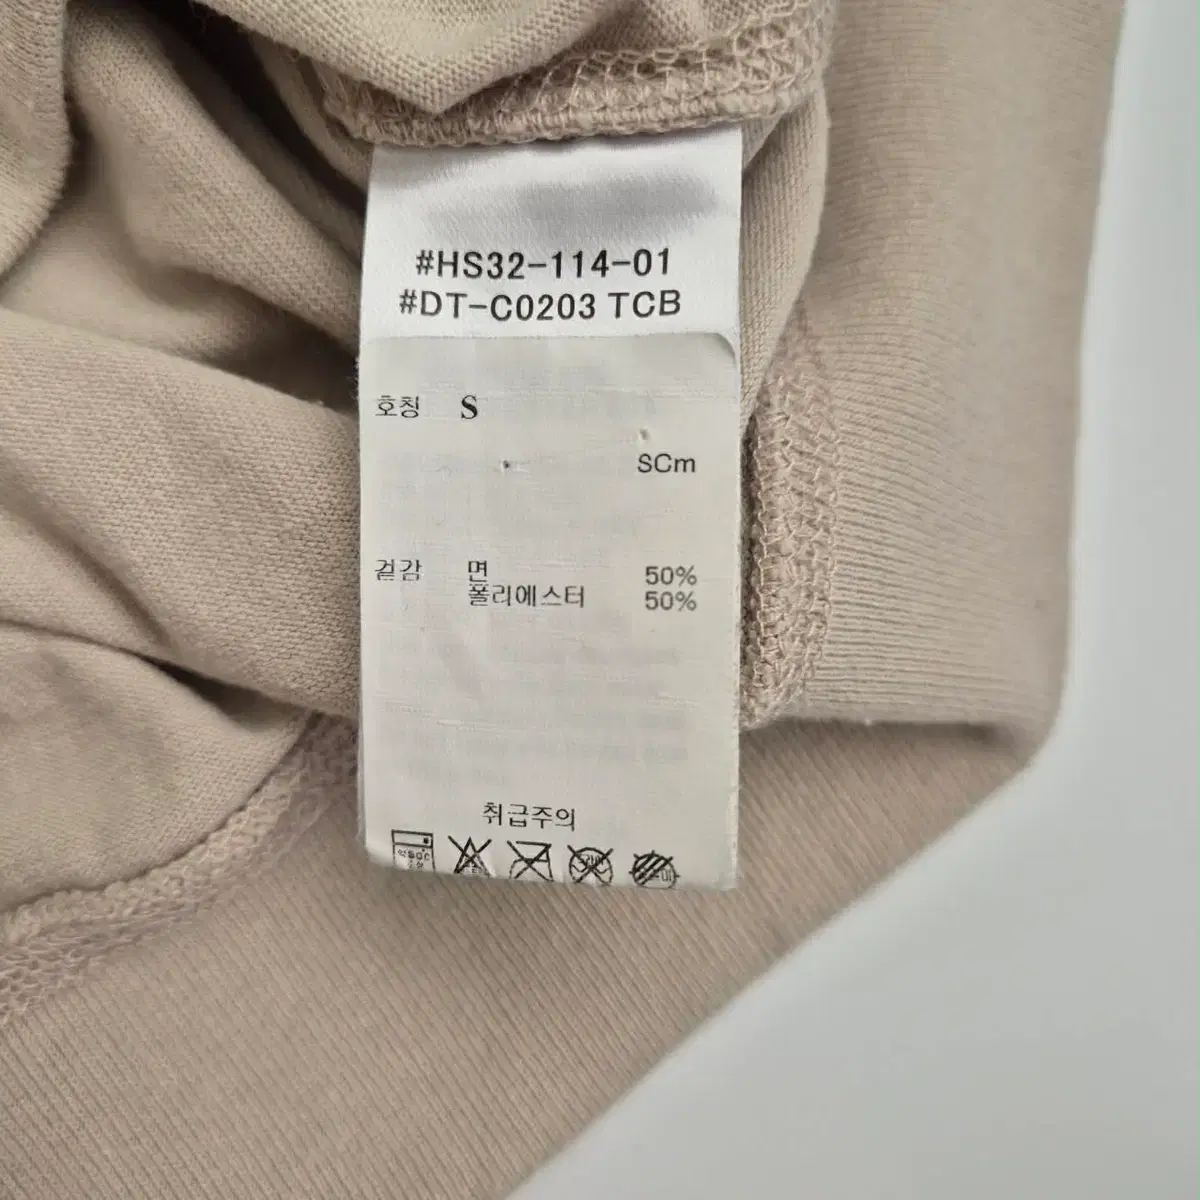 #HS32-114-01
#DT-C0203 TCB
호칭 S
SCm
겉감 면 50%
폴리에스터 50%
취급주의